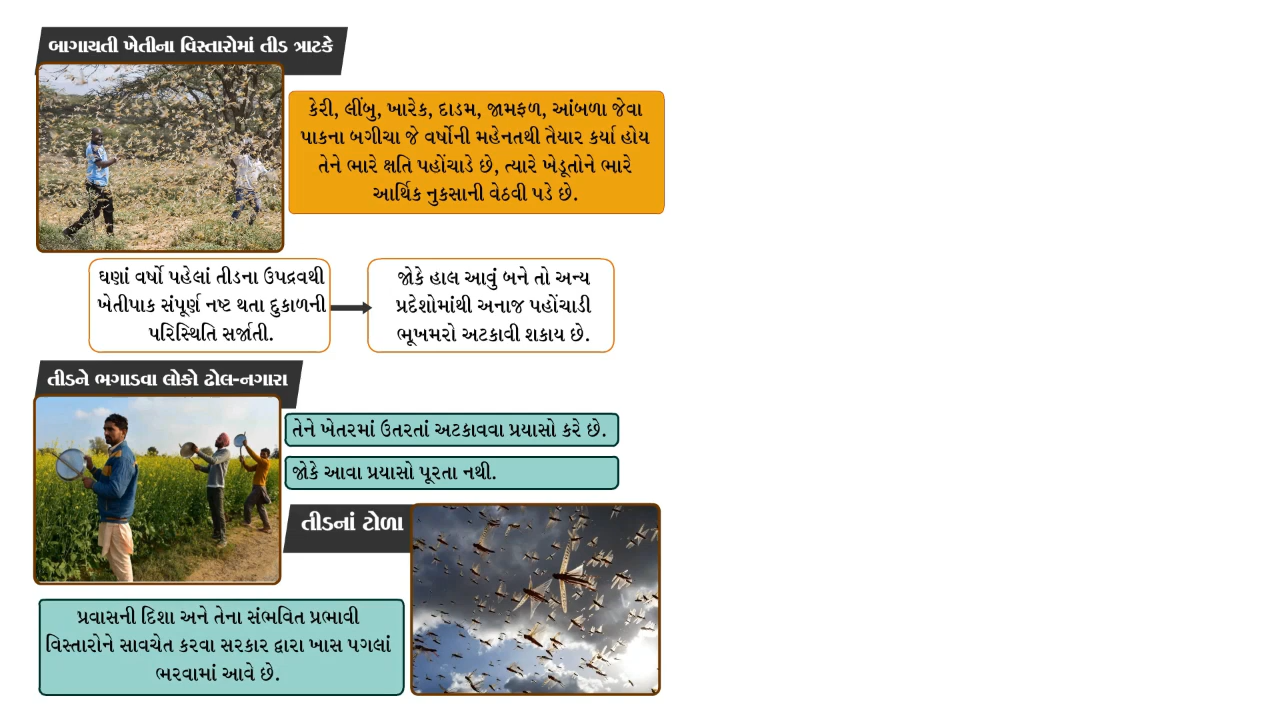 બાગાયતી ખેતીના વિસ્તારોમાં તીડ ત્રાટકે
કેરી, લીંબુ, ખારેક, દાડમ, જામફળ, આંબળા જેવા
પાકના બગીચા જે વર્ષોની મહેનતથી તૈયાર કર્યા હોય
તેને ભારે ક્ષતિ પહોંચાડે છે, ત્યારે ખેડૂતોને ભારે
આર્થિક નુકસાની વેઠવી પડે છે.
ઘણાં વર્ષો પહેલાં તીડના ઉપદ્રવથી
ખેતીપાક સંપૂર્ણ નષ્ટ થતા દુકાળની
પરિસ્થિતિ સર્જાતી.
જોકે હાલ આવું બને તો અન્ય
પ્રદેશોમાંથી અનાજ પહોંચાડી
ભૂખમરો અટકાવી શકાય છે.
તીડને ભગાડવા લોકો ઢોલ-નગારા
તેને ખેતરમાં ઉતરતાં અટકાવવા પ્રયાસો કરે છે.
જોકે આવા પ્રયાસો પૂરતા નથી.
તીડનાં ટોળા
પ્રવાસની દિશા અને તેના સંભવિત પ્રભાવી
વિસ્તારોને સાવચેત કરવા સરકાર દ્વારા ખાસ પગલાં
ભરવામાં આવે છે.